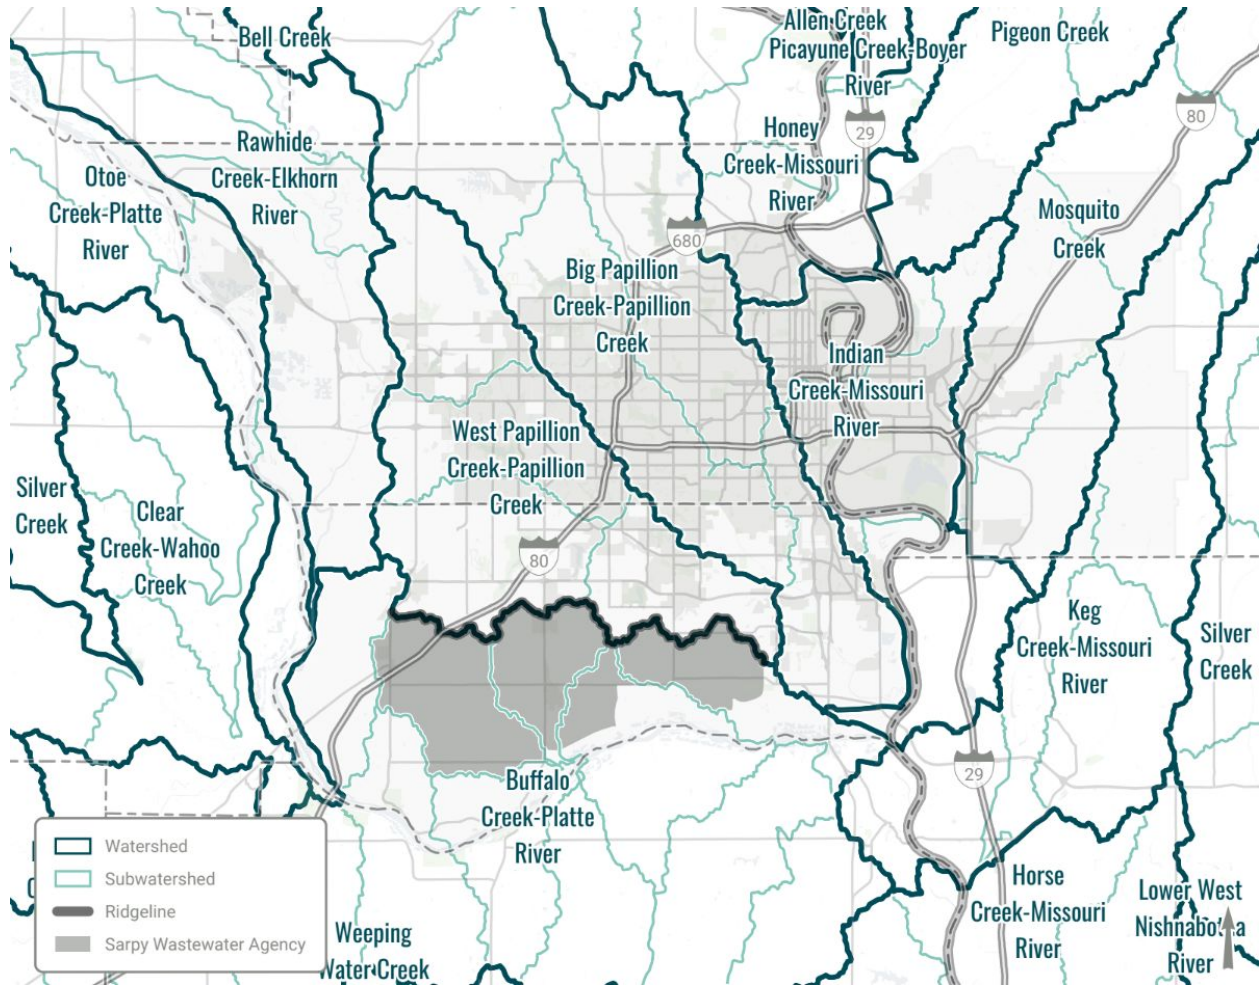 Bell Creek
Allen Creek
Picayune Creek-Boyer
River
Pigeon Creek
80
29
Honey
Creek-Missouri
River
Rawhide
Creek-Elkhorn
River
Otoe
Creek-Platte
River
Mosquito
Creek
680
Big Papillion
Creek-Papillion
Creek
Indian
Creek-Missouri
River
West Papillion
Creek-Papillion
Creek
Silver
Creek
Clear
Creek-Wahoo
Creek
80
Keg
Creek-Missouri
River
Silver
Creek
29
Buffalo
Creek-Platte
River
Watershed
Subwatershed
Ridgeline
Sarpy Wastewater Agency
Horse
Creek-Missouri
River
Lower West
Nishnabotna
River
Weeping
Water Creek